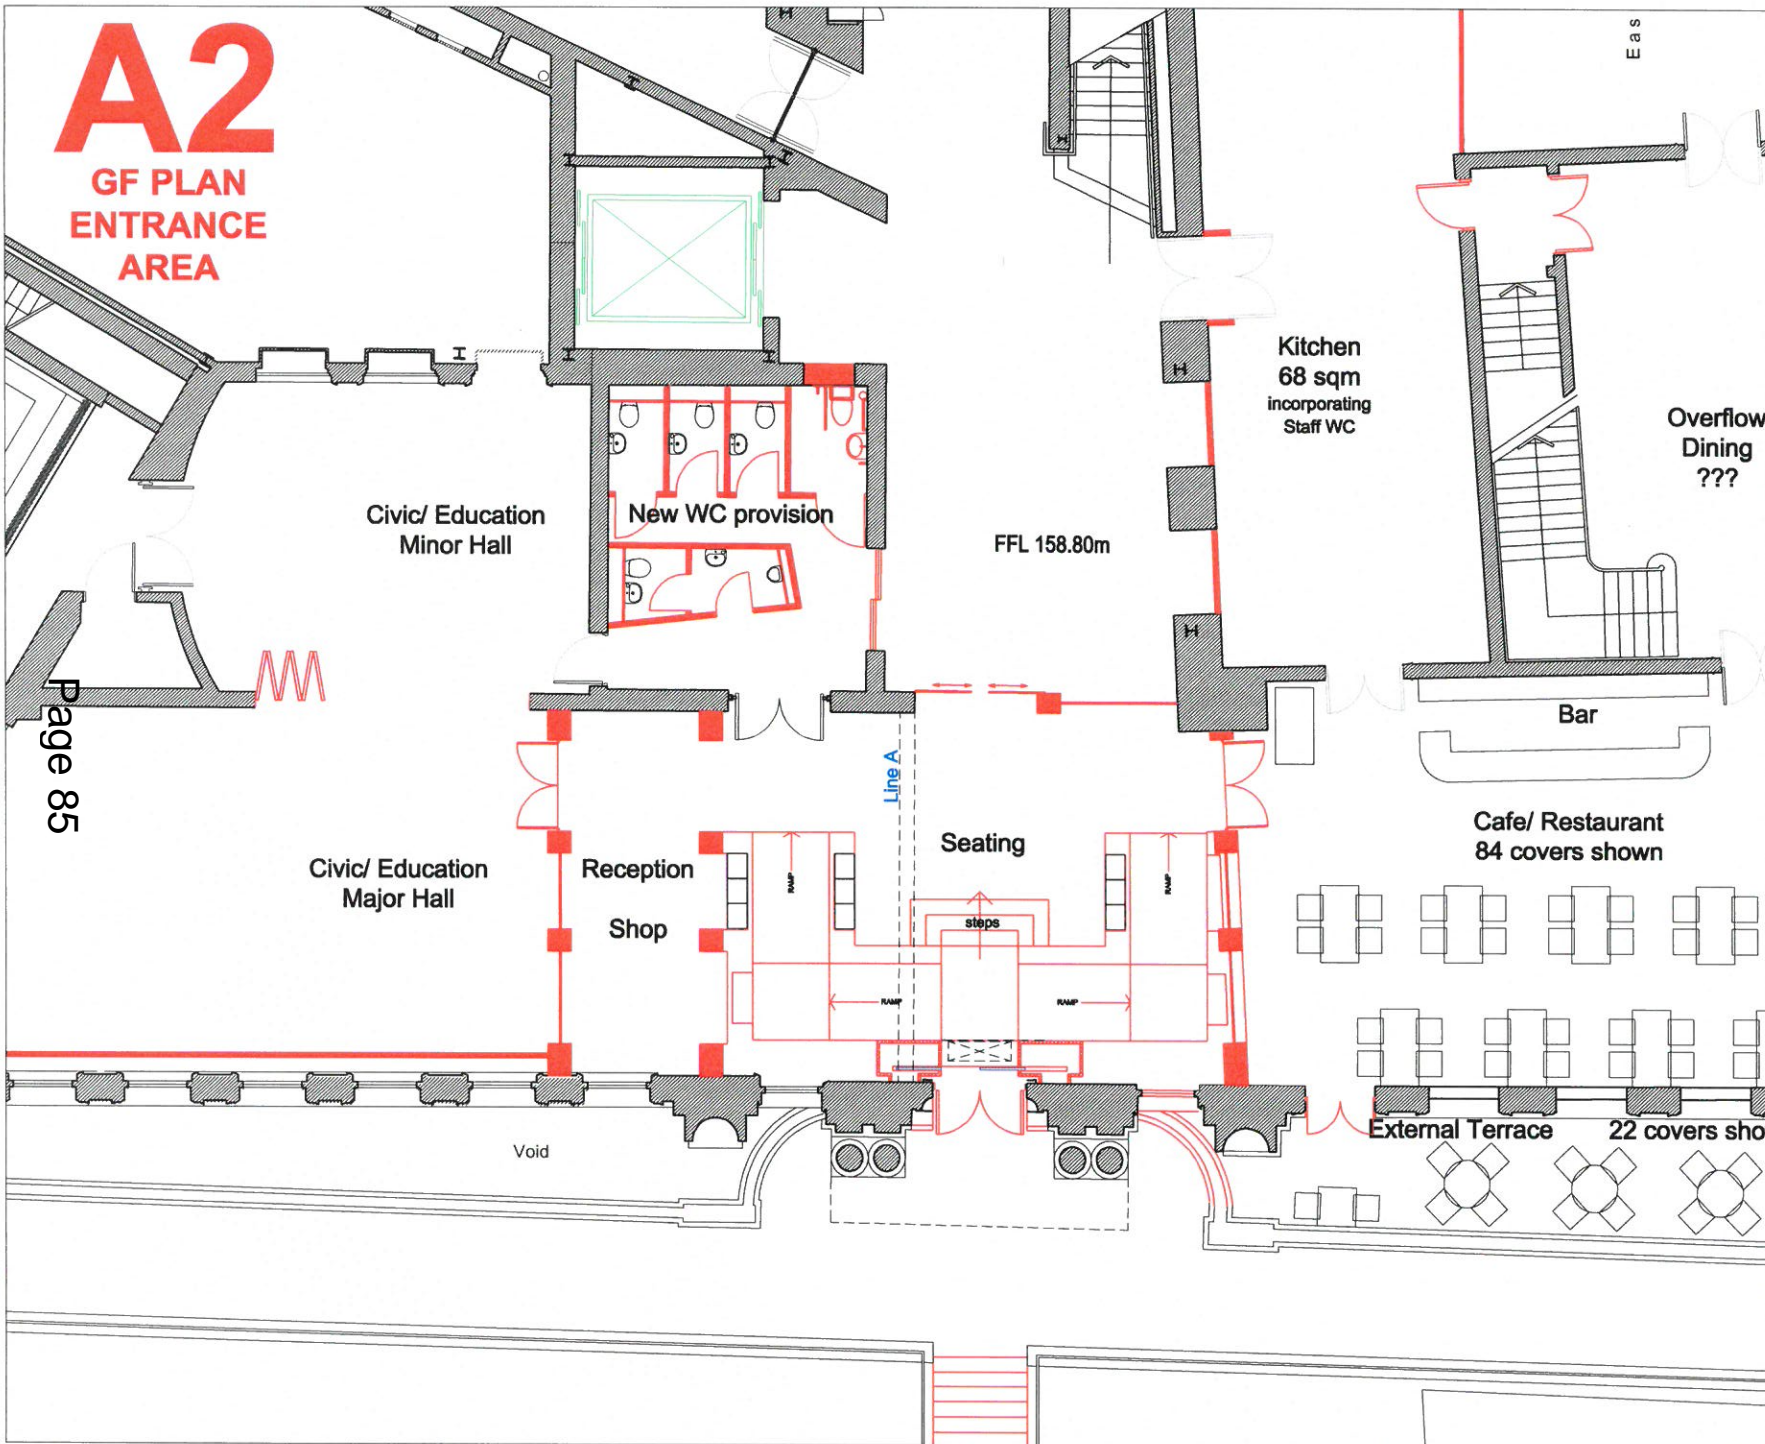 A2
GF PLAN
ENTRANCE
AREA
Eas
Kitchen
68 sqm
incorporating
Staff WC
Overflow
Dining
???
Civic/ Education
Minor Hall
New WC provision
FFL 158.80m
Page 85
Bar
Line A
Civic/ Education
Major Hall
Reception
Shop
RAMP
Seating
RAMP
steps
RAMP
RAMP
Cafe/ Restaurant
84 covers shown
External Terrace
22 covers sho
Void